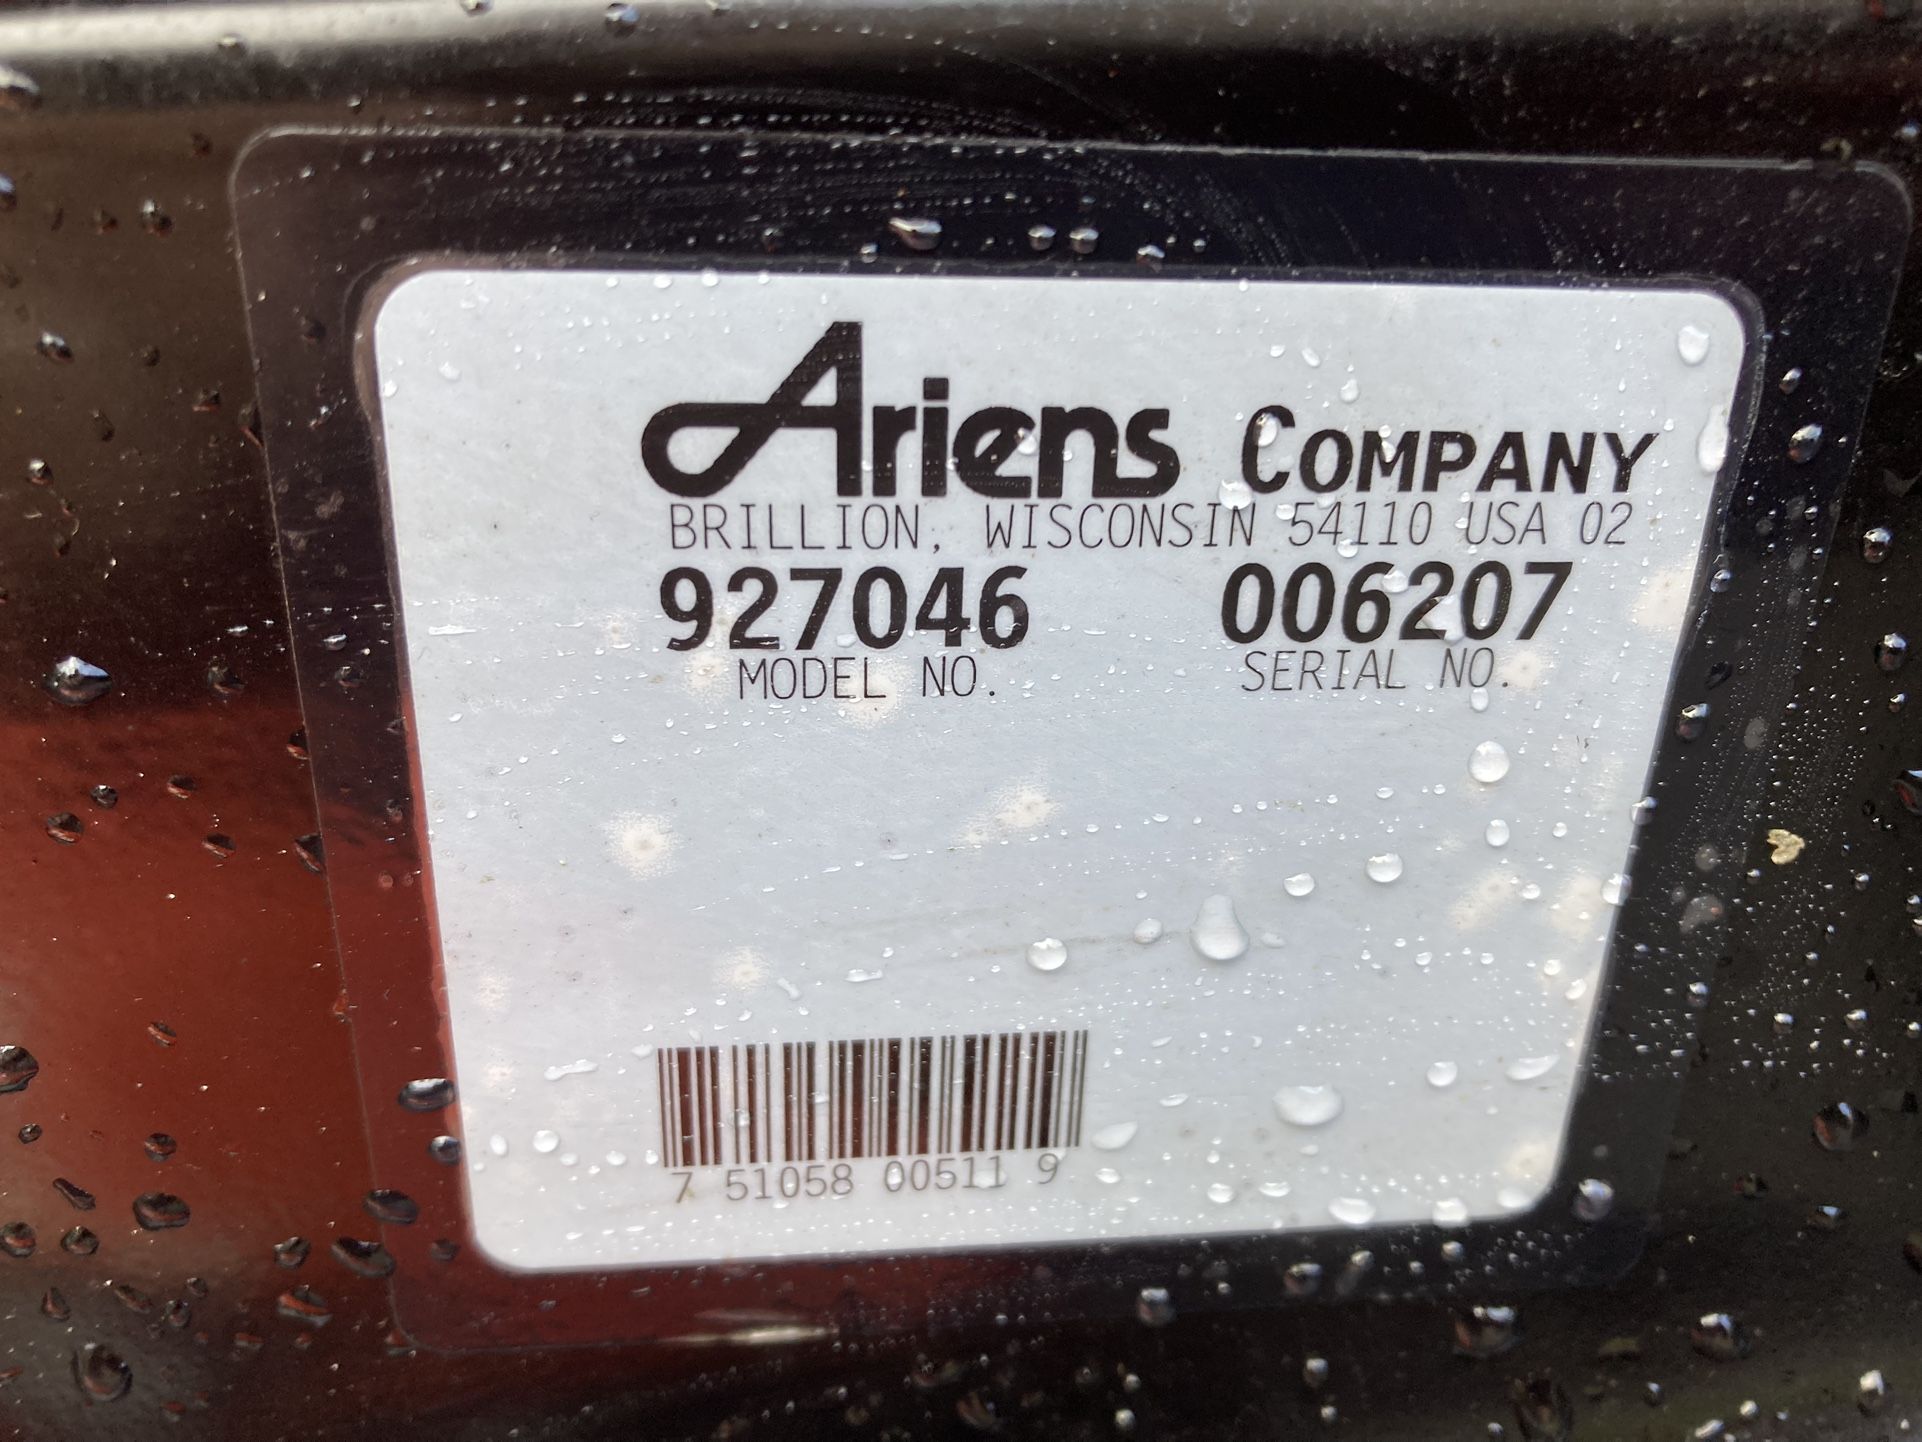 Ariens COMPANY
BRILLION, WISCONSIN 54110 USA 02
927046 006207
MODEL NO. SERIAL NO.
7 51058 00511 9